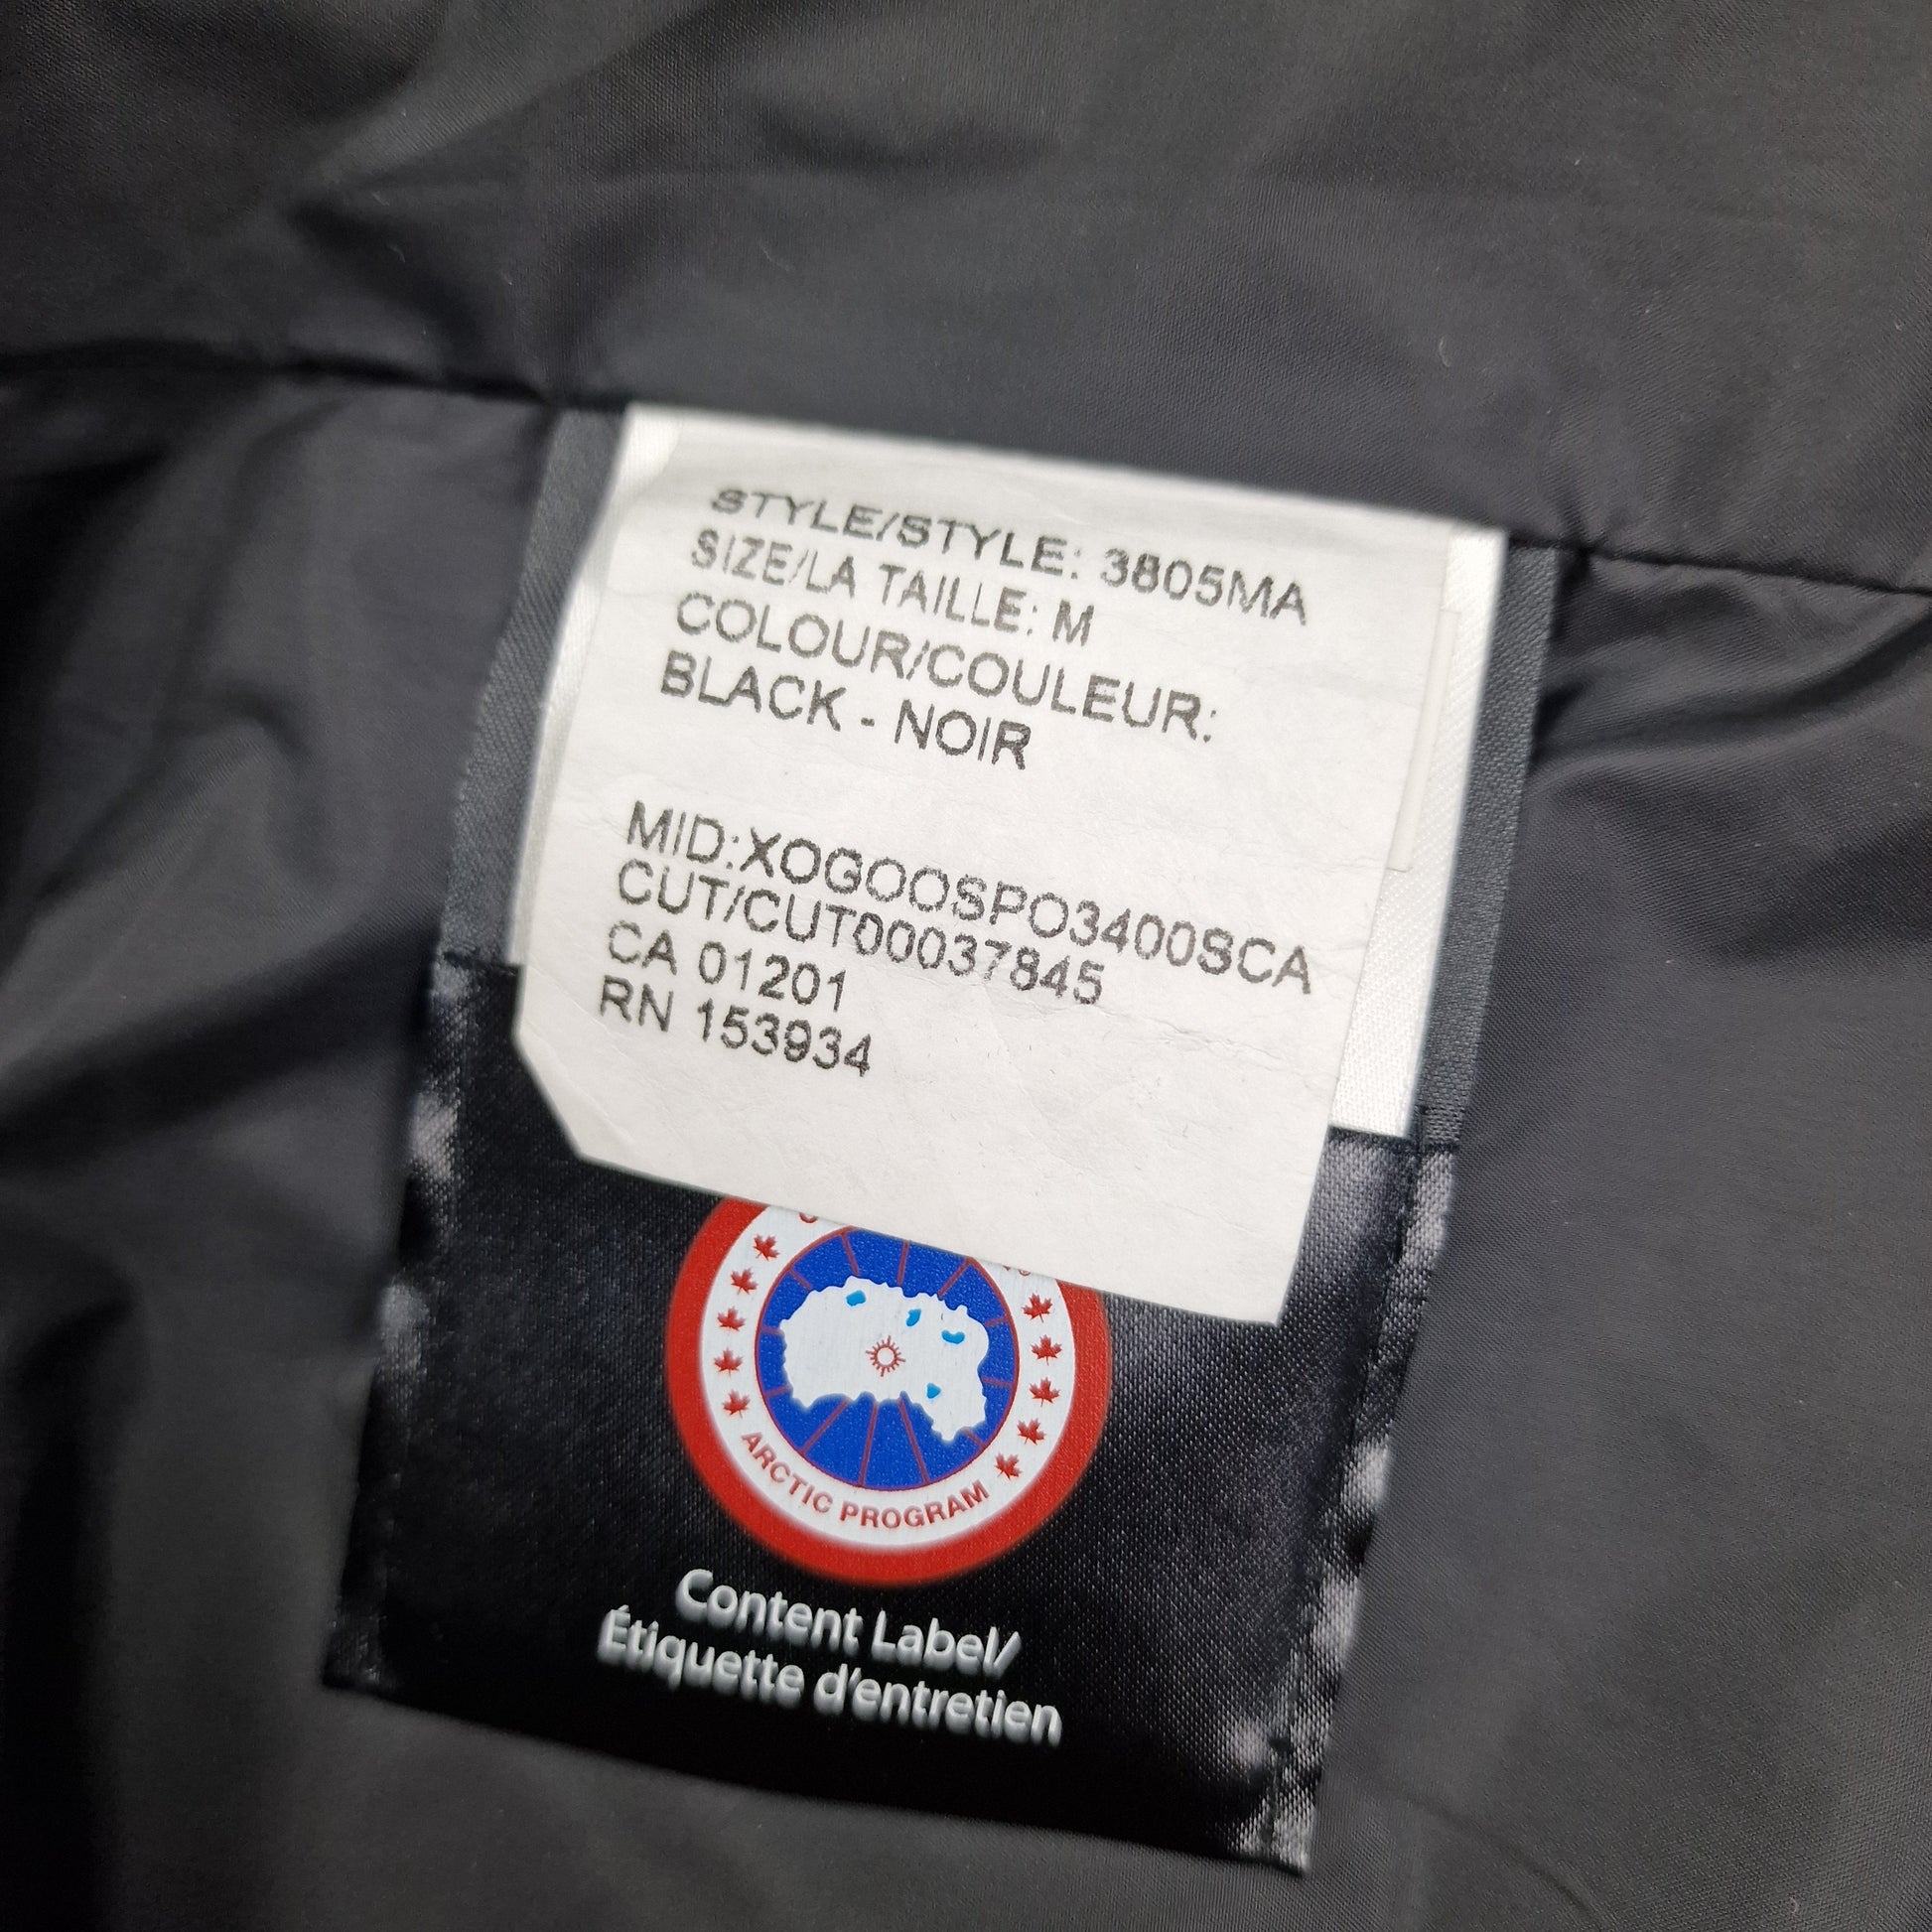 STYLE/STYLE: 3805MA
SIZE/LA TAILLE: M
COLOUR/COULEUR:
BLACK - NOIR
MID:XOGOOSPO3400SCA
CUT/CUT00037845
CA 01201
RN 153934
ARCTIC PROGRAM
Content Label/
Étiquette d'entretien